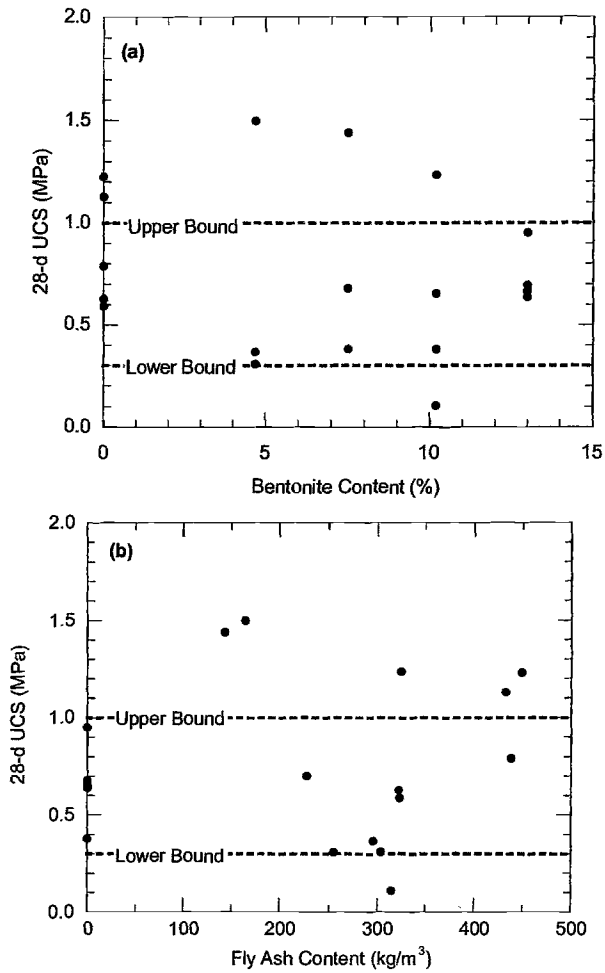 2.0
(a)
1.5
28-d UCS (MPa)
1.0
Upper Bound
0.5
Lower Bound
0.0
0
5
10
15
Bentonite Content (%)
2.0
(b)
1.5
28-d UCS (MPa)
1.0
Upper Bound
0.5
Lower Bound
0.0
0
100
200
300
400
500
Fly Ash Content (kg/m³)